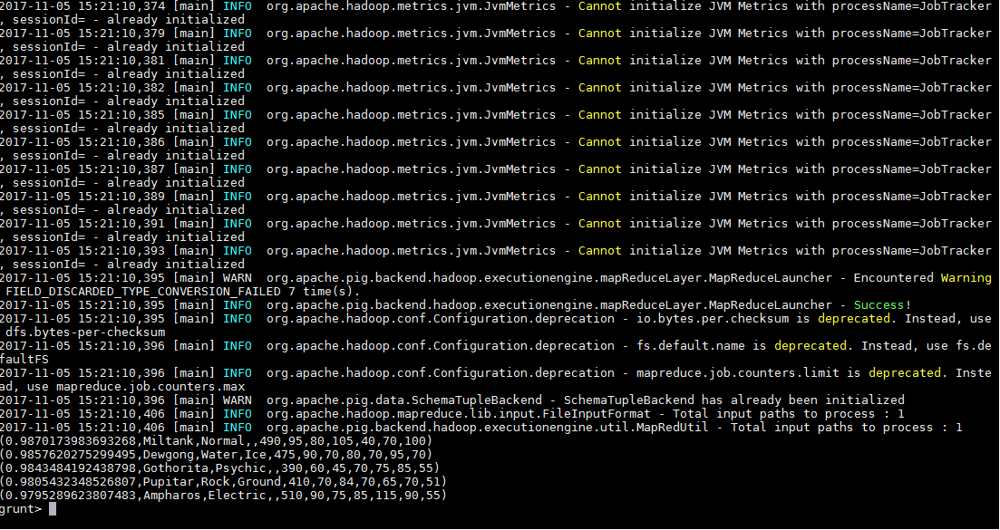 2017-11-05 15:21:10,374 [main] INFO  org.apache.hadoop.metrics.jvm.JvmMetrics - Cannot initialize JVM Metrics with processName=JobTracker
, sessionId= - already initialized
2017-11-05 15:21:10,379 [main] INFO  org.apache.hadoop.metrics.jvm.JvmMetrics - Cannot initialize JVM Metrics with processName=JobTracker
, sessionId= - already initialized
2017-11-05 15:21:10,381 [main] INFO  org.apache.hadoop.metrics.jvm.JvmMetrics - Cannot initialize JVM Metrics with processName=JobTracker
, sessionId= - already initialized
2017-11-05 15:21:10,382 [main] INFO  org.apache.hadoop.metrics.jvm.JvmMetrics - Cannot initialize JVM Metrics with processName=JobTracker
, sessionId= - already initialized
2017-11-05 15:21:10,385 [main] INFO  org.apache.hadoop.metrics.jvm.JvmMetrics - Cannot initialize JVM Metrics with processName=JobTracker
, sessionId= - already initialized
2017-11-05 15:21:10,386 [main] INFO  org.apache.hadoop.metrics.jvm.JvmMetrics - Cannot initialize JVM Metrics with processName=JobTracker
, sessionId= - already initialized
2017-11-05 15:21:10,387 [main] INFO  org.apache.hadoop.metrics.jvm.JvmMetrics - Cannot initialize JVM Metrics with processName=JobTracker
, sessionId= - already initialized
2017-11-05 15:21:10,389 [main] INFO  org.apache.hadoop.metrics.jvm.JvmMetrics - Cannot initialize JVM Metrics with processName=JobTracker
, sessionId= - already initialized
2017-11-05 15:21:10,391 [main] INFO  org.apache.hadoop.metrics.jvm.JvmMetrics - Cannot initialize JVM Metrics with processName=JobTracker
, sessionId= - already initialized
2017-11-05 15:21:10,393 [main] INFO  org.apache.hadoop.metrics.jvm.JvmMetrics - Cannot initialize JVM Metrics with processName=JobTracker
, sessionId= - already initialized
2017-11-05 15:21:10,395 [main] WARN  org.apache.pig.backend.hadoop.executionengine.mapReduceLayer.MapReduceLauncher - Encountered Warning
 FIELD_DISCARDED_TYPE_CONVERSION_FAILED 7 time(s).
2017-11-05 15:21:10,395 [main] INFO  org.apache.pig.backend.hadoop.executionengine.mapReduceLayer.MapReduceLauncher - Success!
2017-11-05 15:21:10,395 [main] INFO  org.apache.hadoop.conf.Configuration.deprecation - io.bytes.per.checksum is deprecated. Instead, use
 dfs.bytes-per-checksum
2017-11-05 15:21:10,396 [main] INFO  org.apache.hadoop.conf.Configuration.deprecation - fs.default.name is deprecated. Instead, use fs.de
faultFS
2017-11-05 15:21:10,396 [main] INFO  org.apache.hadoop.conf.Configuration.deprecation - mapreduce.job.counters.limit is deprecated. Inste
ad, use mapreduce.job.counters.max
2017-11-05 15:21:10,396 [main] WARN  org.apache.pig.data.SchemaTupleBackend - SchemaTupleBackend has already been initialized
2017-11-05 15:21:10,406 [main] INFO  org.apache.hadoop.mapreduce.lib.input.FileInputFormat - Total input paths to process : 1
2017-11-05 15:21:10,406 [main] INFO  org.apache.pig.backend.hadoop.executionengine.util.MapRedUtil - Total input paths to process : 1
(0.9870173983693268,Miltank,Normal,,490,95,80,105,40,70,100)
(0.9857620275299495,Dewgong,Water,Ice,475,90,70,80,70,95,70)
(0.9843484192438798,Gothorita,Psychic,,390,60,45,70,75,85,55)
(0.9805432348526807,Pupitar,Rock,Ground,410,70,84,70,65,70,51)
(0.9795289623807483,Ampharos,Electric,,510,90,75,85,115,90,55)
grunt>